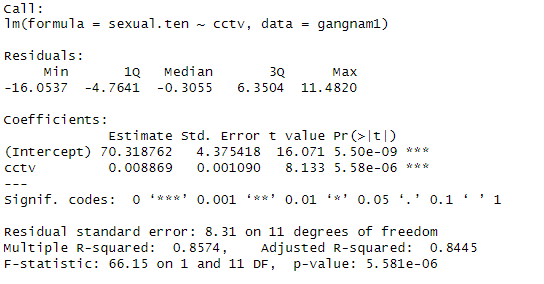 Call:
lm(formula = sexual.ten ~ cctv, data = gangnam1)
Residuals:
Min 1Q Median 3Q Max
-16.0537 -4.7641 -0.3055 6.3504 11.4820
Coefficients:
Estimate Std. Error t value Pr(>|t|)
(Intercept) 70.318762 4.375418 16.071 5.50e-09 ***
cctv 0.008869 0.001090 8.133 5.58e-06 ***
---
Signif. codes: 0 ‘***’ 0.001 ‘**’ 0.01 ‘*’ 0.05 ‘.’ 0.1 ‘ ’ 1
Residual standard error: 8.31 on 11 degrees of freedom
Multiple R-squared: 0.8574, Adjusted R-squared: 0.8445
F-statistic: 66.15 on 1 and 11 DF, p-value: 5.581e-06